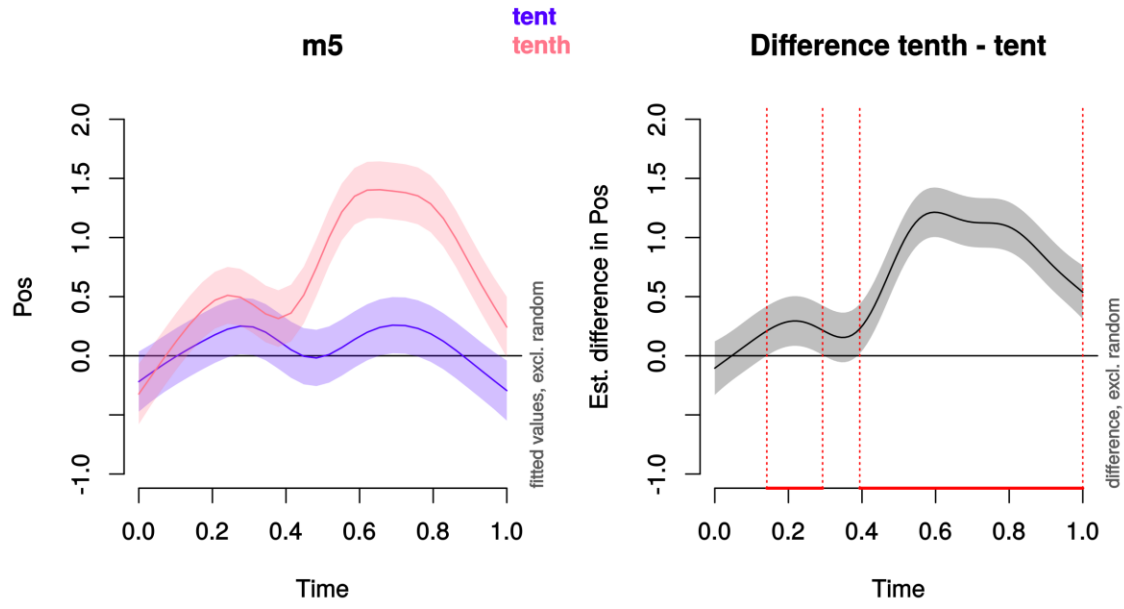 m5
tent
tenth
Pos
2.0
1.5
1.0
0.5
0.0
-1.0
0.0 0.2 0.4 0.6 0.8 1.0
Time
fitted values, excl. random
Difference tenth - tent
Est. difference in Pos
2.0
1.5
1.0
0.5
0.0
-1.0
0.0 0.2 0.4 0.6 0.8 1.0
Time
difference, excl. random